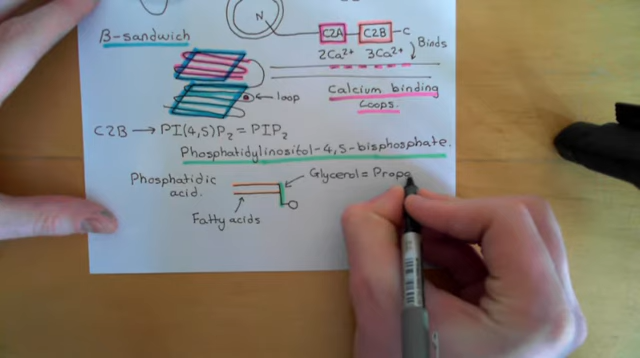 N
C2A C2B C
2Ca²⁺ 3Ca²⁺ Binds
β-sandwich
loop
Calcium binding
loops.
C2B → PI(4,5)P₂ = PIP₂
Phosphatidylinositol-4,5-bisphosphate.
Phosphatidic
acid.
Glycerol = Propa
Fatty acids